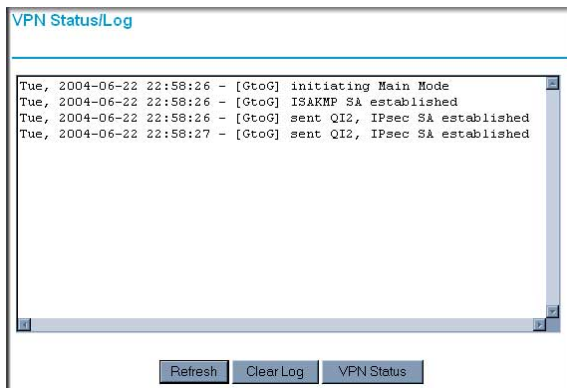 VPN Status/Log
Tue, 2004-06-22 22:58:26 - [GtoG] initiating Main Mode
Tue, 2004-06-22 22:58:26 - [GtoG] ISAKMP SA established
Tue, 2004-06-22 22:58:26 - [GtoG] sent QI2, IPsec SA established
Tue, 2004-06-22 22:58:27 - [GtoG] sent QI2, IPsec SA established
Refresh Clear Log VPN Status